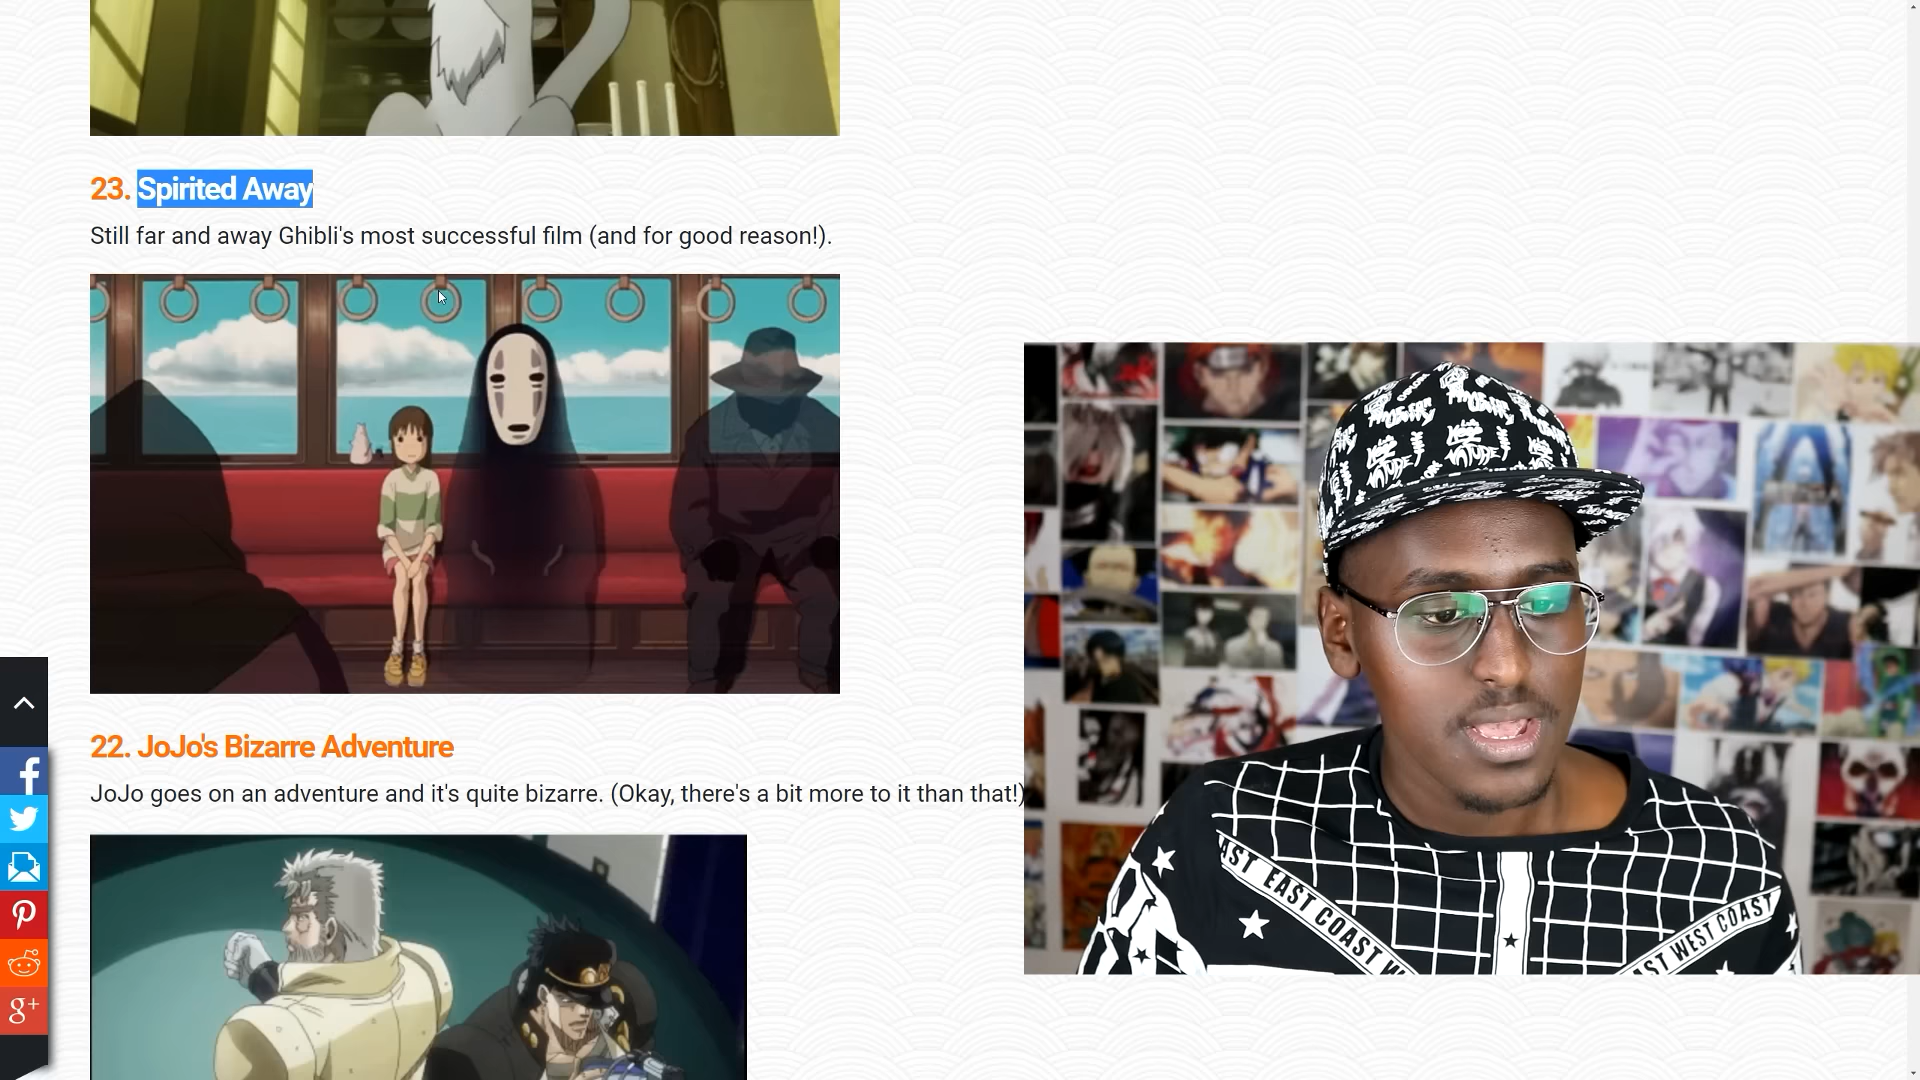 23. Spirited Away
Still far and away Ghibli's most successful film (and for good reason!).
22. JoJo's Bizarre Adventure
JoJo goes on an adventure and it's quite bizarre. (Okay, there's a bit more to it than that!)
g+
AST EAST COAST W
AST WEST COAST